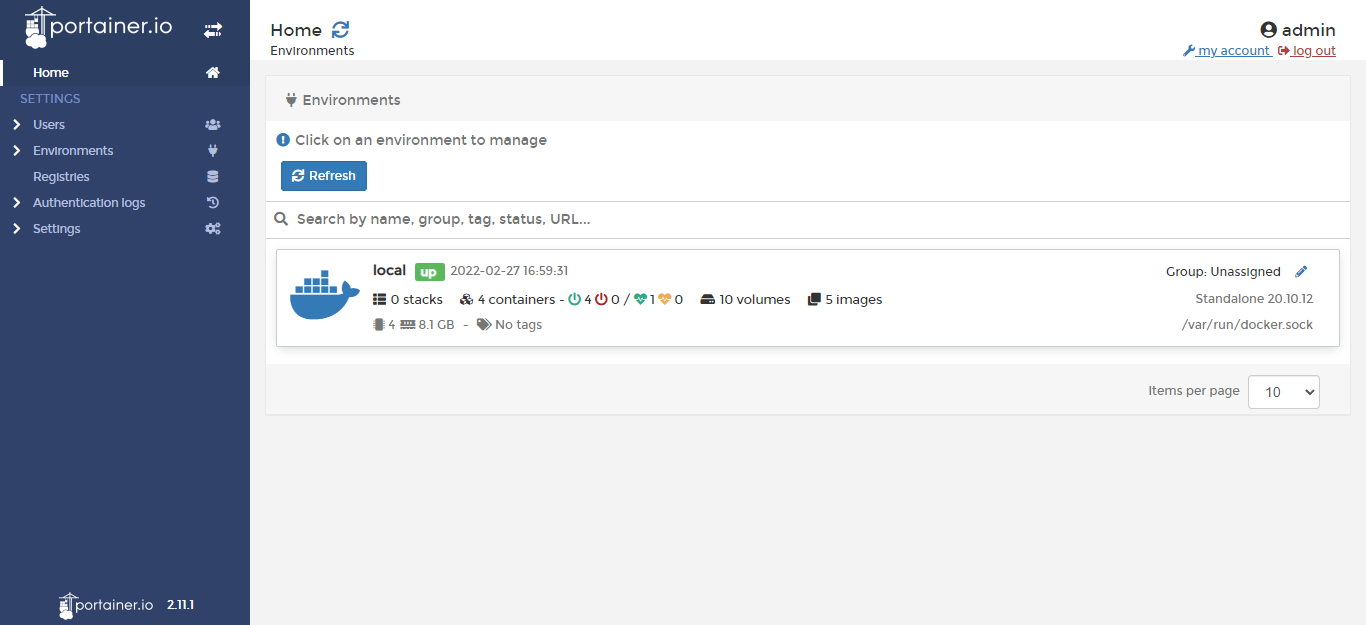 portainer.io
Home
SETTINGS
Users
Environments
Registries
Authentication logs
Settings
portainer.io 2.11.1
Home
Environments
admin
my account log out
Environments
Click on an environment to manage
Refresh
Search by name, group, tag, status, URL...
local up 2022-02-27 16:59:31
Group: Unassigned
0 stacks 4 containers - 4 0 / 1 0 10 volumes 5 images
Standalone 20.10.12
4 8.1 GB - No tags
/var/run/docker.sock
Items per page 10